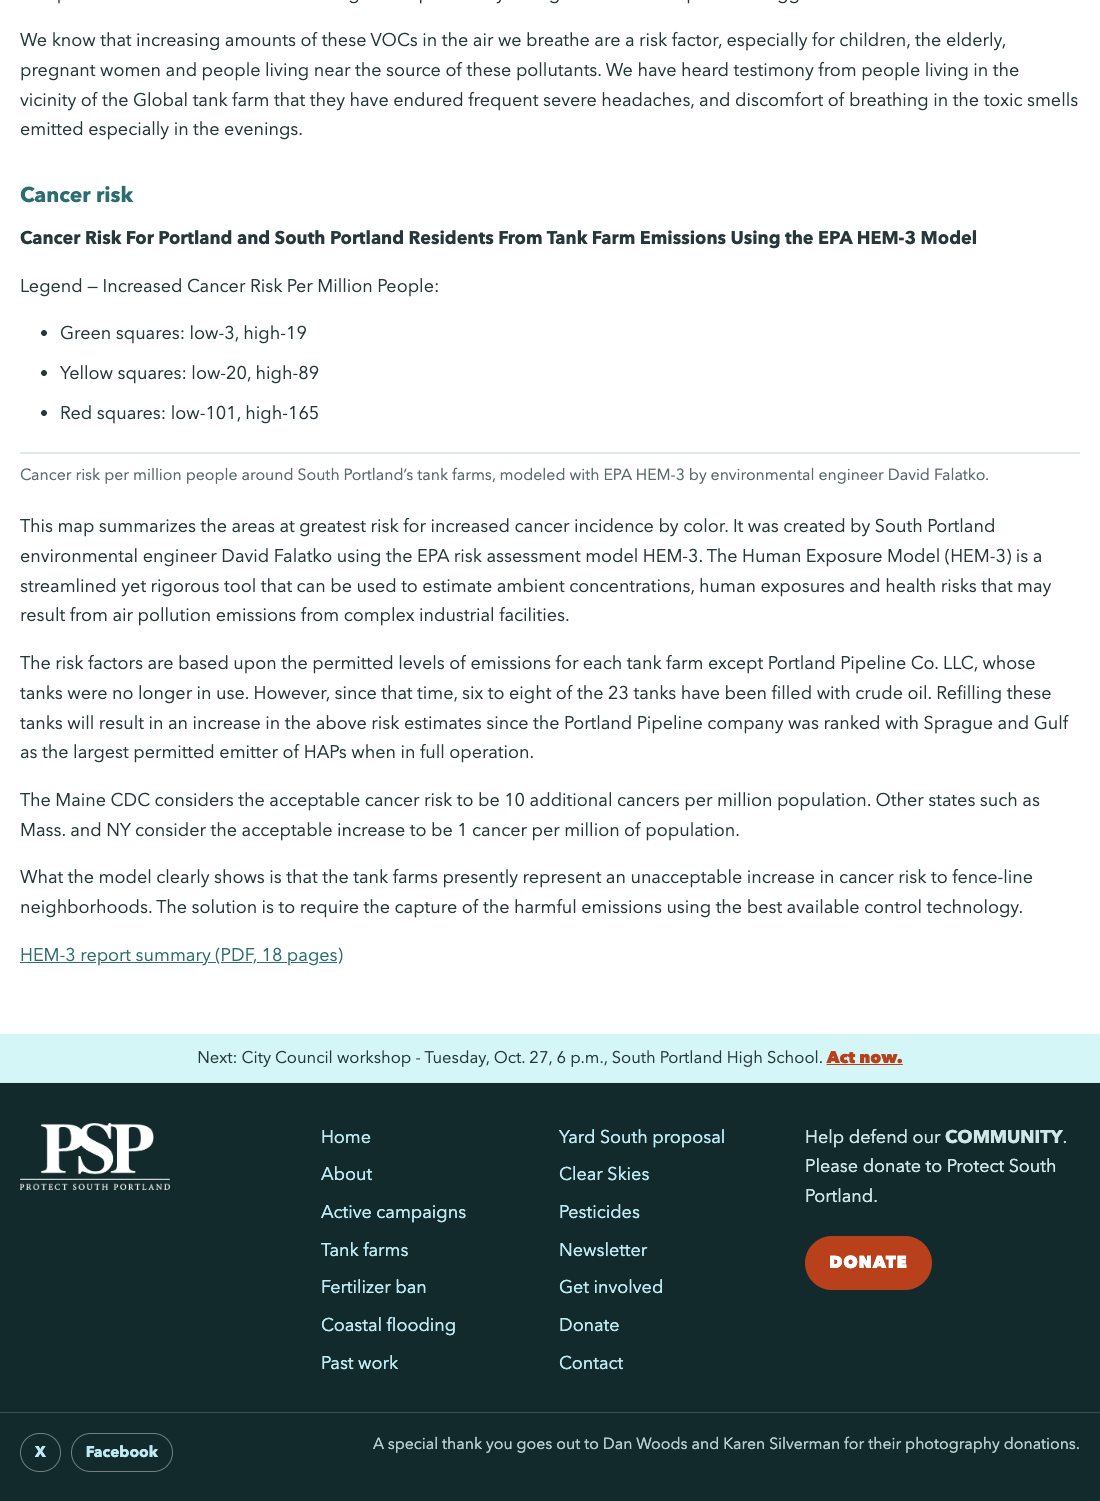 We know that increasing amounts of these VOCs in the air we breathe are a risk factor, especially for children, the elderly,
pregnant women and people living near the source of these pollutants. We have heard testimony from people living in the
vicinity of the Global tank farm that they have endured frequent severe headaches, and discomfort of breathing in the toxic smells
emitted especially in the evenings.
Cancer risk
Cancer Risk For Portland and South Portland Residents From Tank Farm Emissions Using the EPA HEM-3 Model
Legend – Increased Cancer Risk Per Million People:
• Green squares: low-3, high-19
• Yellow squares: low-20, high-89
• Red squares: low-101, high-165
Cancer risk per million people around South Portland’s tank farms, modeled with EPA HEM-3 by environmental engineer David Falatko.
This map summarizes the areas at greatest risk for increased cancer incidence by color. It was created by South Portland
environmental engineer David Falatko using the EPA risk assessment model HEM-3. The Human Exposure Model (HEM-3) is a
streamlined yet rigorous tool that can be used to estimate ambient concentrations, human exposures and health risks that may
result from air pollution emissions from complex industrial facilities.
The risk factors are based upon the permitted levels of emissions for each tank farm except Portland Pipeline Co. LLC, whose
tanks were no longer in use. However, since that time, six to eight of the 23 tanks have been filled with crude oil. Refilling these
tanks will result in an increase in the above risk estimates since the Portland Pipeline company was ranked with Sprague and Gulf
as the largest permitted emitter of HAPs when in full operation.
The Maine CDC considers the acceptable cancer risk to be 10 additional cancers per million population. Other states such as
Mass. and NY consider the acceptable increase to be 1 cancer per million of population.
What the model clearly shows is that the tank farms presently represent an unacceptable increase in cancer risk to fence-line
neighborhoods. The solution is to require the capture of the harmful emissions using the best available control technology.
HEM-3 report summary (PDF, 18 pages)
Next: City Council workshop - Tuesday, Oct. 27, 6 p.m., South Portland High School. Act now.
PSP
PROTECT SOUTH PORTLAND
Home
About
Active campaigns
Tank farms
Fertilizer ban
Coastal flooding
Past work
Yard South proposal
Clear Skies
Pesticides
Newsletter
Get involved
Donate
Contact
Help defend our COMMUNITY.
Please donate to Protect South
Portland.
DONATE
X
Facebook
A special thank you goes out to Dan Woods and Karen Silverman for their photography donations.